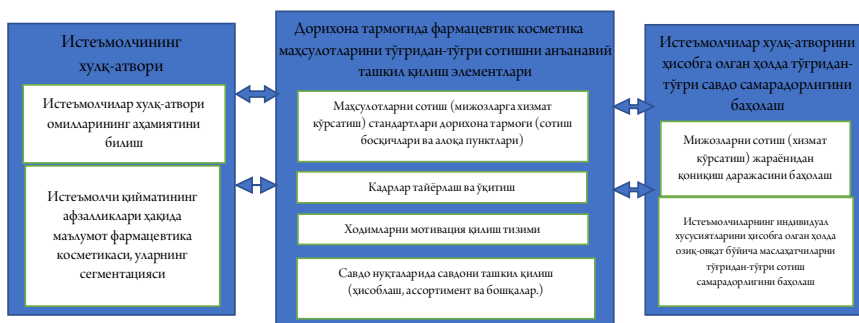 Истеъмолчининг
хулқ-атвори
Истеъмолчилар хулқ-атвори
омилларининг аҳамиятини
билиш
Истеъмолчи қийматининг
афзалликлари ҳақида
маълумот фармацевтика
косметикаси, уларнинг
сегментацияси
Дорихона тармоғида фармацевтик косметика
маҳсулотларини тўғридан-тўғри сотишни анъанавий
ташкил қилиш элементлари
Маҳсулотларни сотиш (мижозларга хизмат
кўрсатиш) стандартлари дорихона тармоғи (сотиш
босқичлари ва алоқа пунктлари)
Кадрлар тайёрлаш ва ўқитиш
Ходимларни мотивация қилиш тизими
Савдо нуқталарида савдони ташкил қилиш
(ҳисоблаш, ассортимент ва бошқалар.)
Истеъмолчилар хулқ-атворини
ҳисобга олган ҳолда тўғридан-
тўғри савдо самарадорлигини
баҳолаш
Мижозларни сотиш (хизмат
кўрсатиш) жараёнидан
қониқиш даражасини баҳолаш
Истеъмолчиларнинг индивидуал
хусусиятларини ҳисобга олган ҳолда
озиқ-овқат бўйича маслаҳатчиларни
тўғридан-тўғри сотиш
самарадорлигини баҳолаш